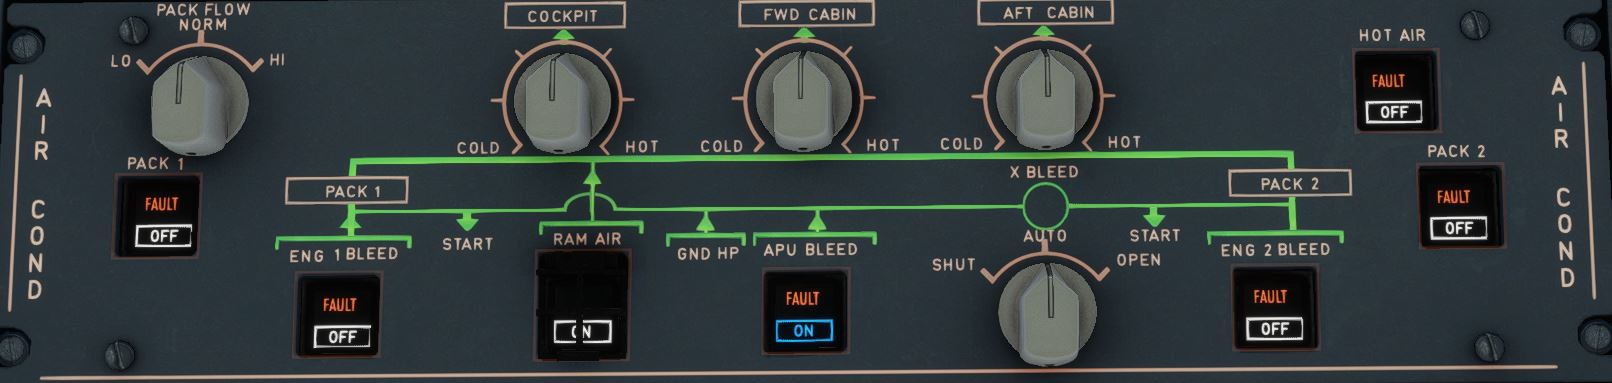 PACK FLOW
NORM
LO
HI
COCKPIT
FWD CABIN
AFT CABIN
HOT AIR
FAULT
OFF
AIR COND
AIR COND
COLD
HOT
COLD
HOT
COLD
HOT
PACK 1
FAULT
OFF
PACK 1
X BLEED
PACK 2
PACK 2
FAULT
OFF
START
RAM AIR
GND HP
APU BLEED
AUTO
START
ENG 1 BLEED
SHUT
OPEN
ENG 2 BLEED
FAULT
OFF
ON
FAULT
ON
FAULT
OFF